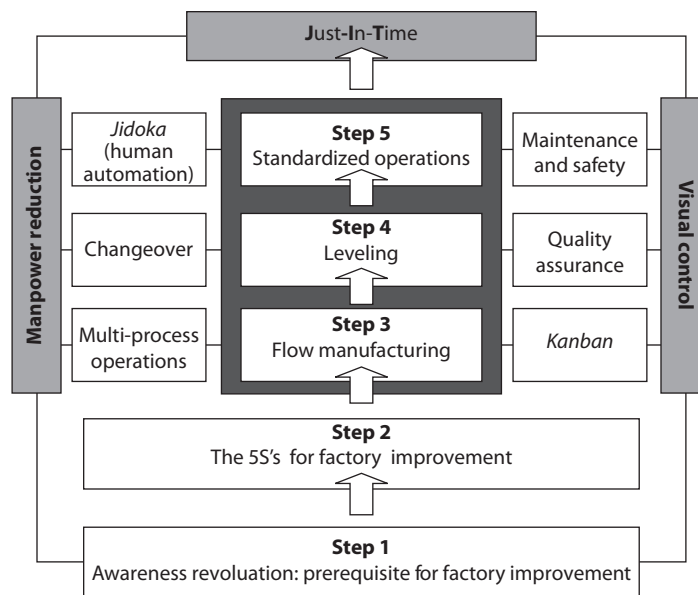 Just-In-Time
Manpower reduction
Jidoka
(human
automation)
Step 5
Standardized operations
Maintenance
and safety
Visual control
Changeover
Step 4
Leveling
Quality
assurance
Multi-process
operations
Step 3
Flow manufacturing
Kanban
Step 2
The 5S's for factory improvement
Step 1
Awareness revoluation: prerequisite for factory improvement